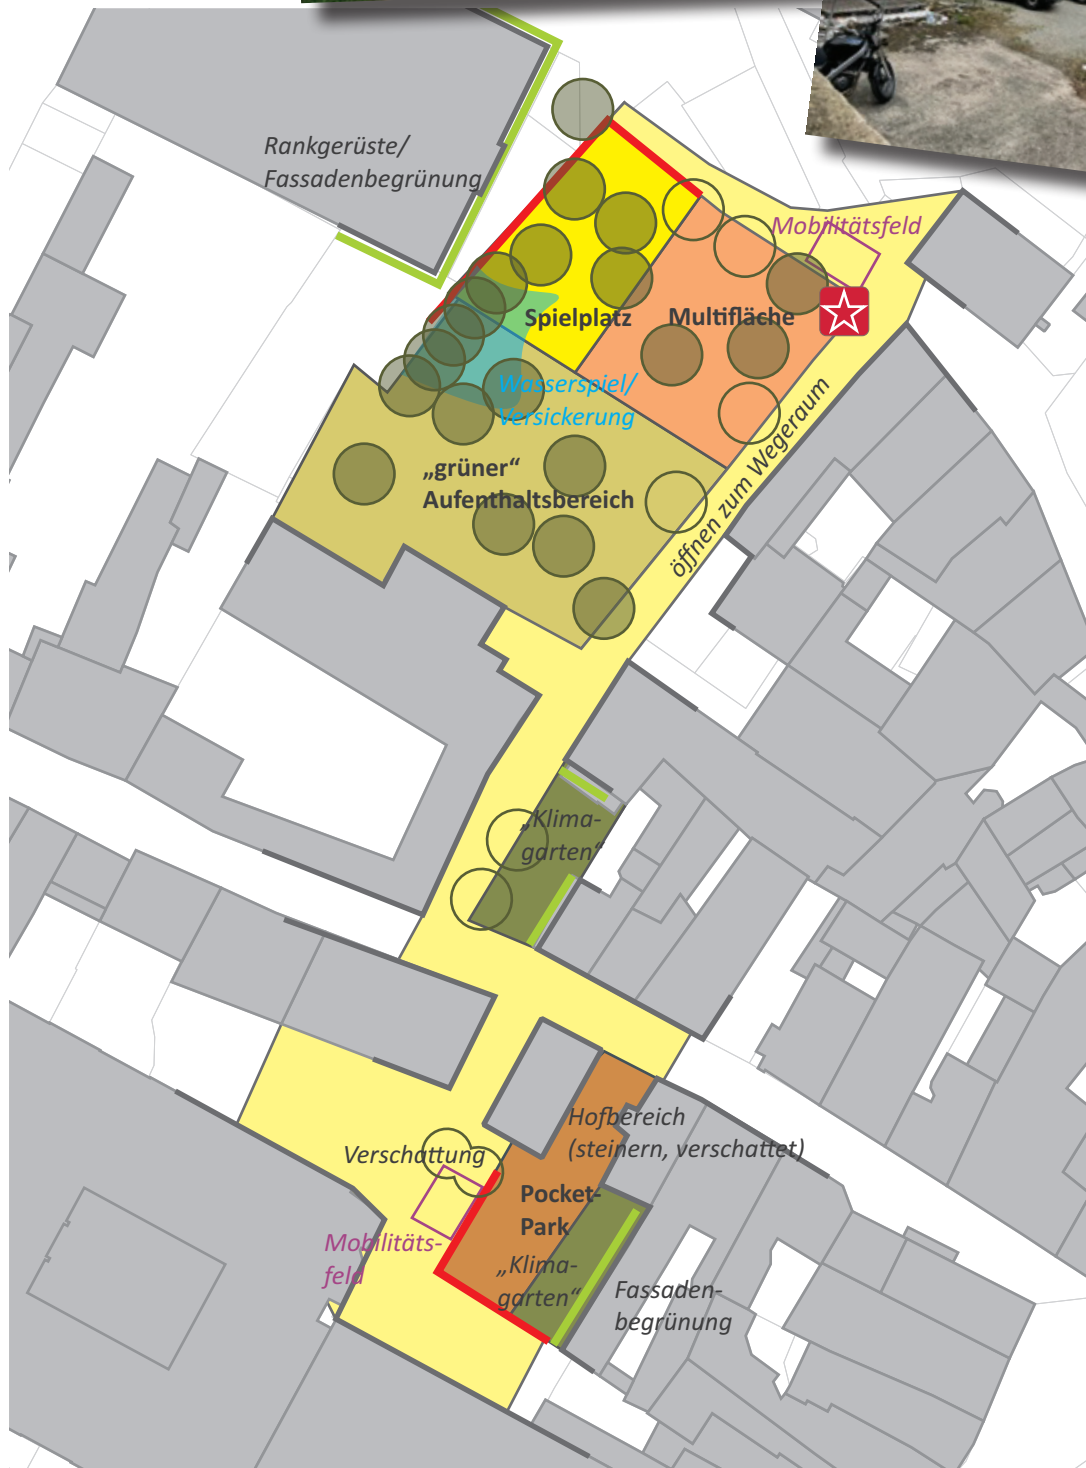 Rankgerüste/
Fassadenbegrünung
Mobilitätsfeld
Spielplatz
Multifläche
Wasserspiel/
Versickerung
„grüner“
Aufenthaltsbereich
öffnen zum Wegeraum
„Klima-
garten“
Hofbereich
(steinern, verschattet)
Verschattung
Pocket-
Park
Mobilitäts-
feld
„Klima-
garten“
Fassaden-
begrünung